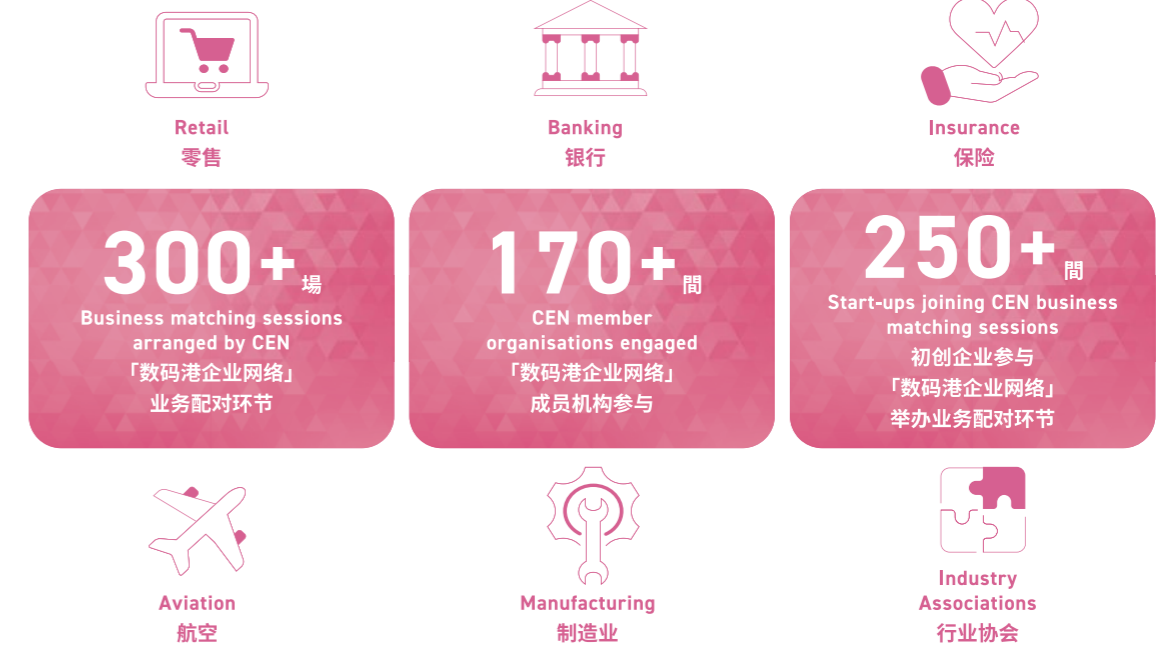 Retail
零售
Banking
银行
Insurance
保险
300+場
Business matching sessions
arranged by CEN
「数码港企业网络」
业务配对环节
170+間
CEN member
organisations engaged
「数码港企业网络」
成员机构参与
250+間
Start-ups joining CEN business
matching sessions
初创企业参与
「数码港企业网络」
举办业务配对环节
Aviation
航空
Manufacturing
制造业
Industry
Associations
行业协会